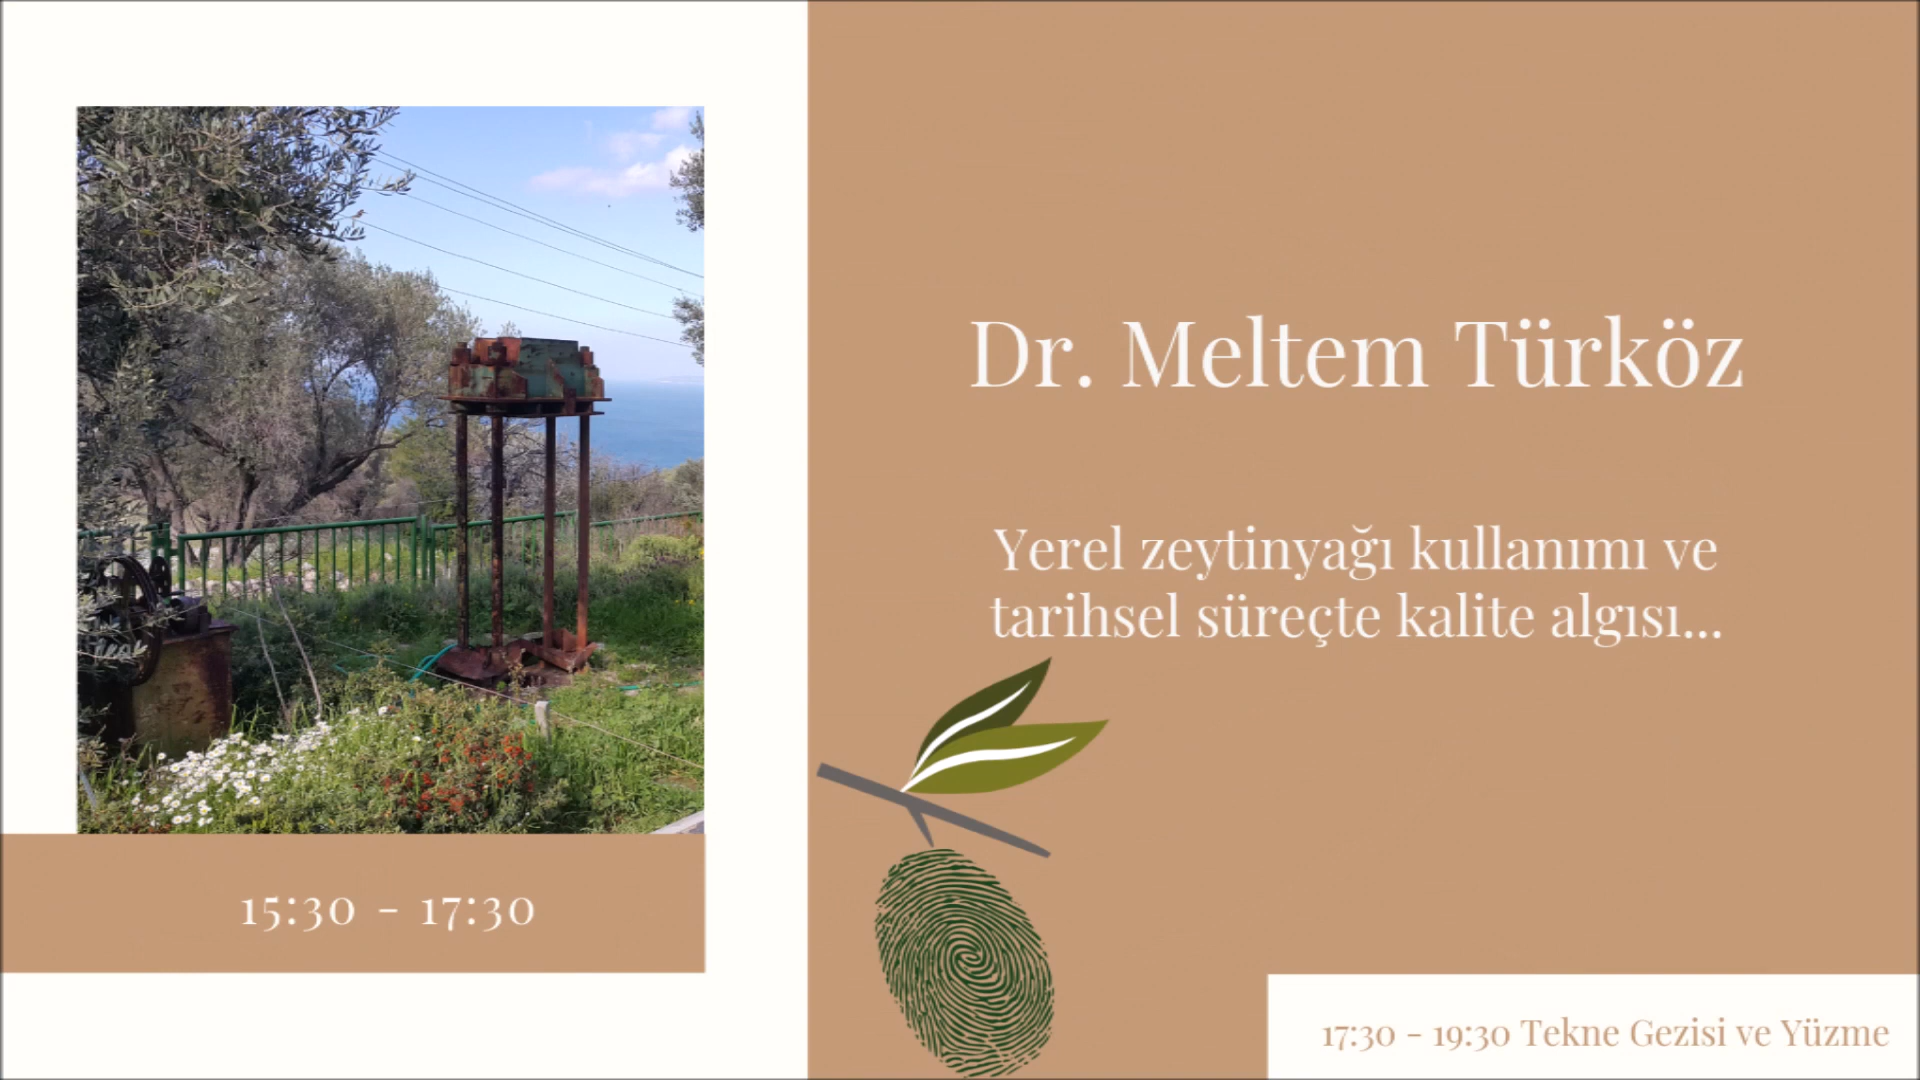 Dr. Meltem Türköz
Yerel zeytinyağı kullanımı ve
tarihsel süreçte kalite algısı...
15:30 - 17:30
17:30 - 19:30 Tekne Gezisi ve Yüzme